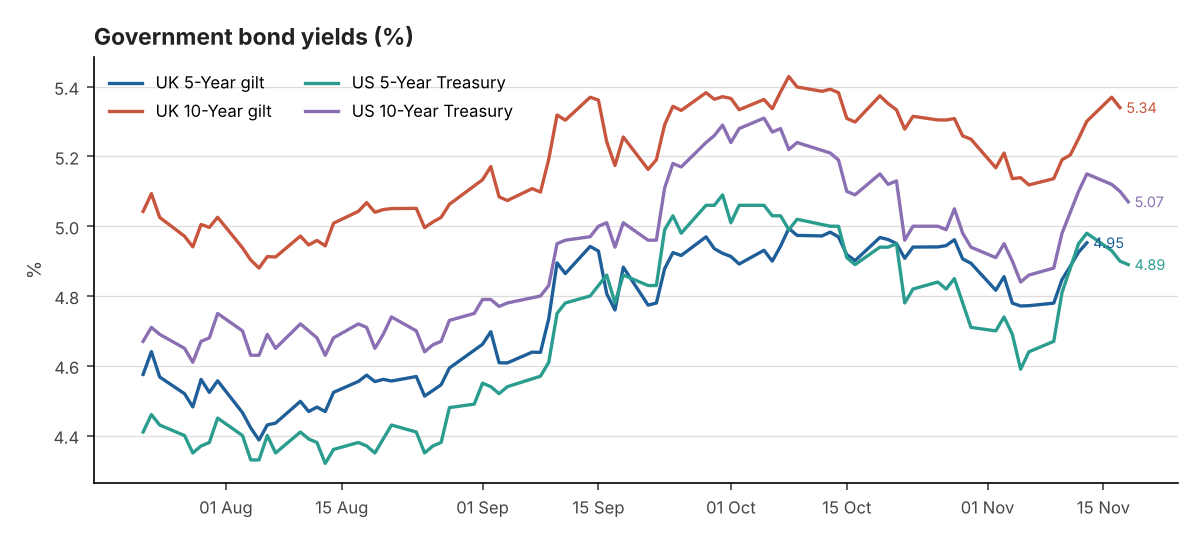 Government bond yields (%)
UK 5-Year gilt
US 5-Year Treasury
UK 10-Year gilt
US 10-Year Treasury
5.4
5.2
5.0
4.8
4.6
4.4
%
5.34
5.07
4.95
4.89
01 Aug
15 Aug
01 Sep
15 Sep
01 Oct
15 Oct
01 Nov
15 Nov